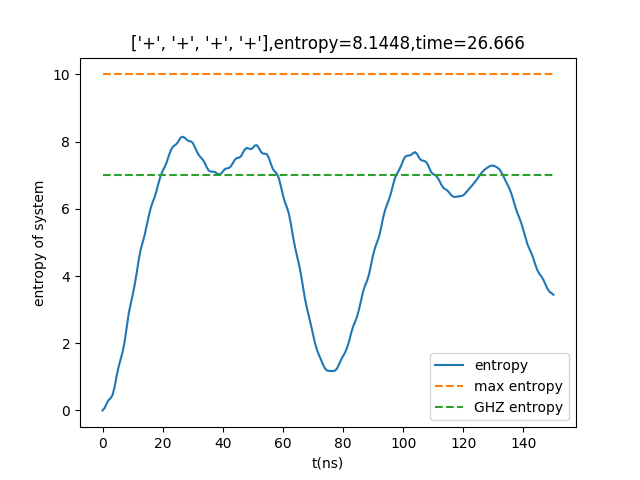 ['+', '+', '+', '+'],entropy=8.1448,time=26.666
entropy of system
10
8
6
4
2
0
0 20 40 60 80 100 120 140
t(ns)
entropy
max entropy
GHZ entropy